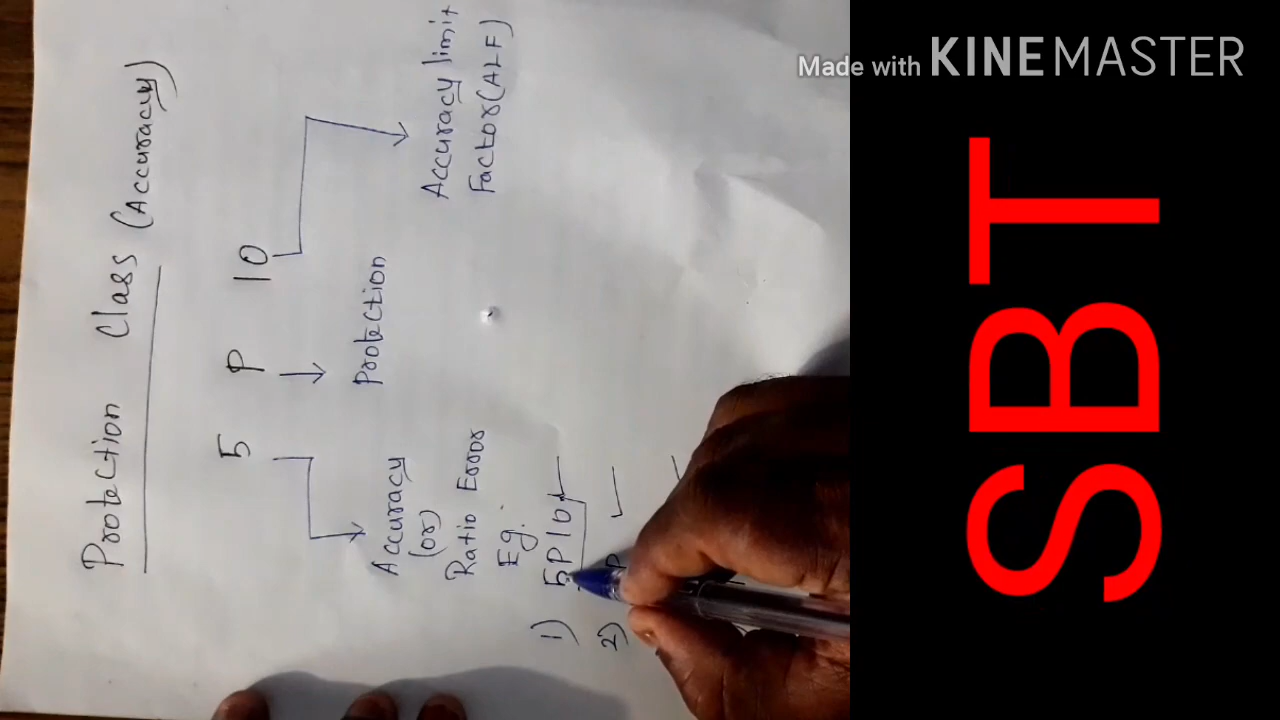 Protection Class (Accuracy)
5 P 10
Protection
Accuracy limit
Factor (ALF)
Accuracy
(or)
Ratio Error
Eg:
1) 5P10
2) P
Made with KINEMASTER
SBT